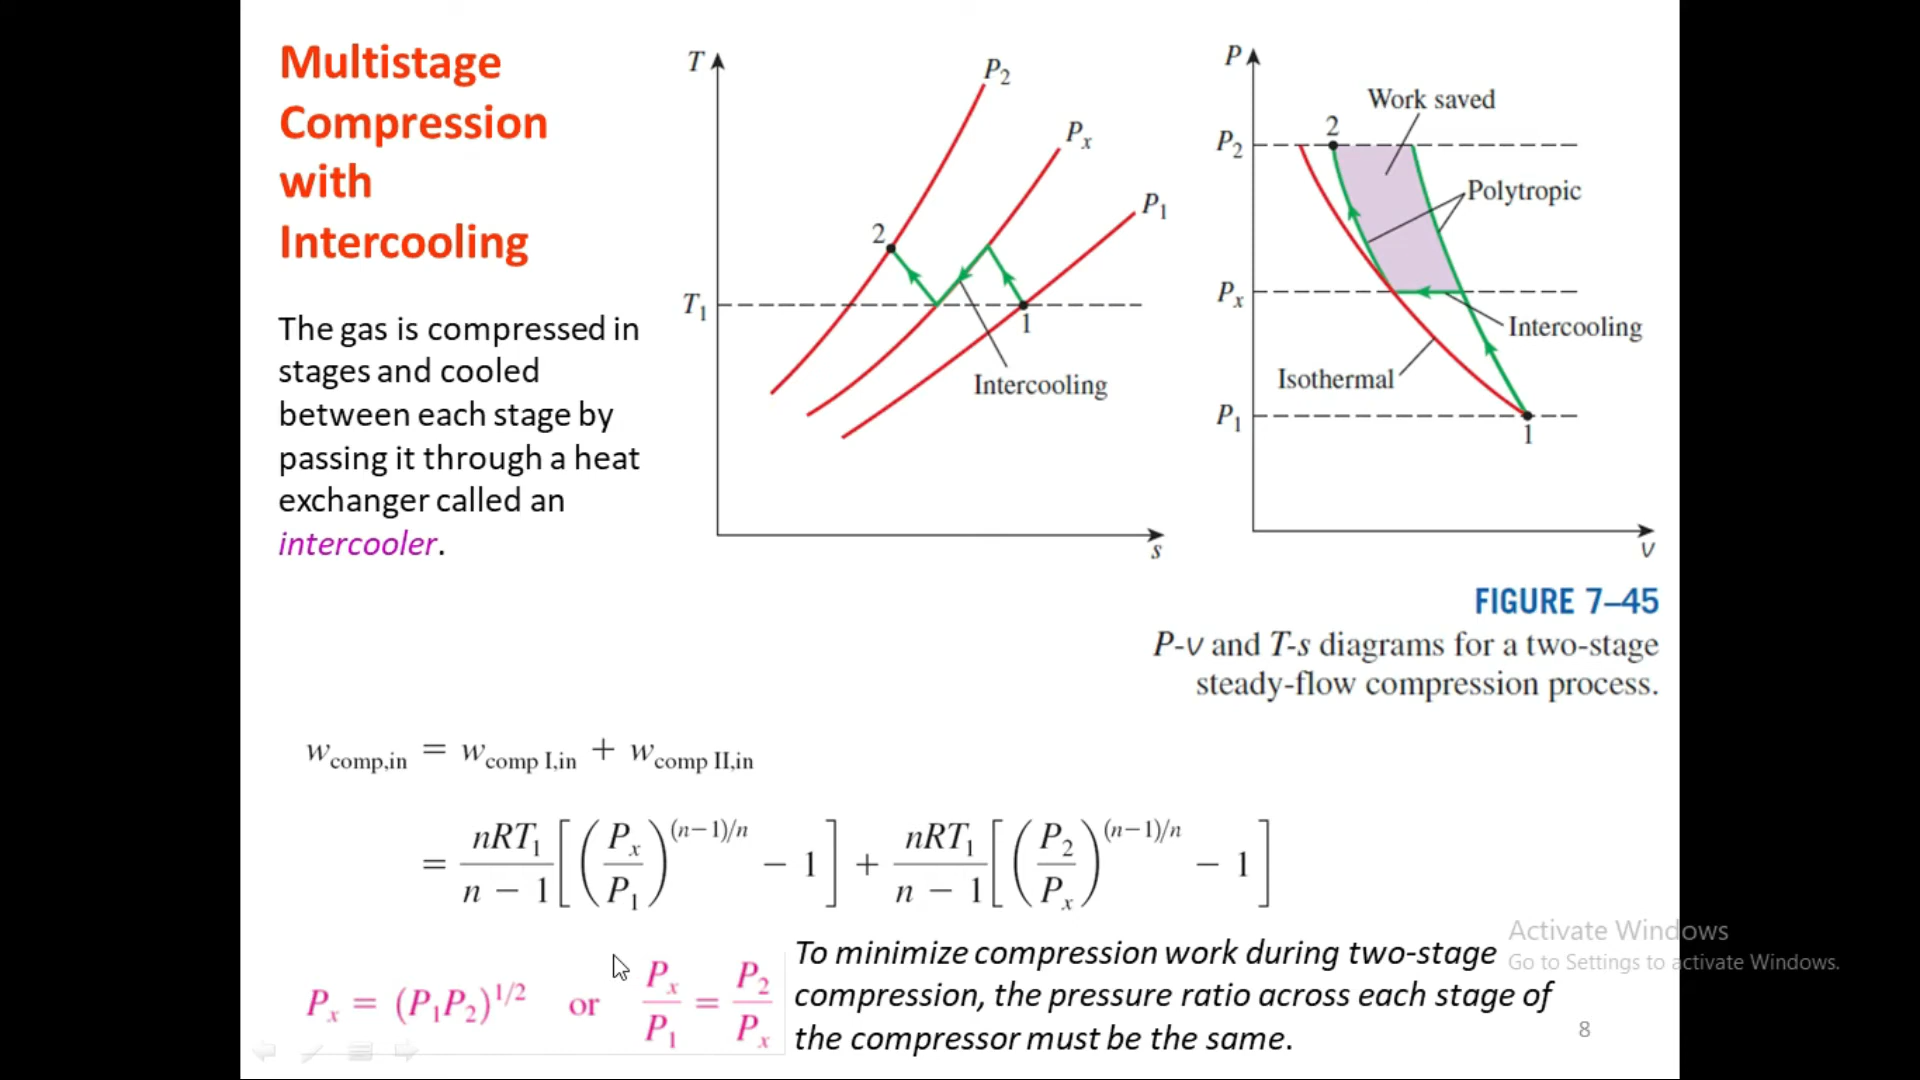 Multistage
Compression
with
Intercooling
The gas is compressed in
stages and cooled
between each stage by
passing it through a heat
exchanger called an
intercooler.
T
P₂
Pₓ
P₁
2
T₁
1
Intercooling
s
P
Work saved
2
P₂
Polytropic
Pₓ
Intercooling
Isothermal
P₁
1
v
FIGURE 7–45
P-v and T-s diagrams for a two-stage
steady-flow compression process.
w_comp,in = w_comp I,in + w_comp II,in
= nRT₁/(n − 1) [(Pₓ/P₁)^(n−1)/n − 1] + nRT₁/(n − 1) [(P₂/Pₓ)^(n−1)/n − 1]
Pₓ = (P₁P₂)^1/2 or Pₓ/P₁ = P₂/Pₓ
To minimize compression work during two-stage
compression, the pressure ratio across each stage of
the compressor must be the same.
Activate Windows
Go to Settings to activate Windows.
8